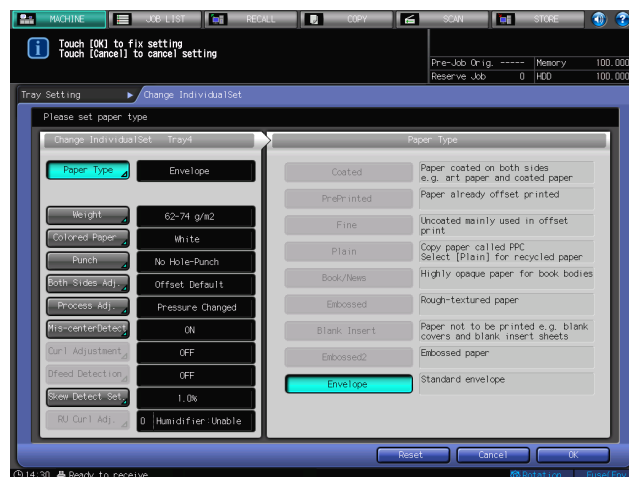 MACHINE JOB LIST RECALL COPY SCAN STORE
Touch [OK] to fix setting
Touch [Cancel] to cancel setting
Pre-Job Orig. ----- Memory 100.000
Reserve Job 0 HDD 100.000
Tray Setting Change IndividualSet
Please set paper type
Change IndividualSet Tray4
Paper Type
Paper Type Envelope
Weight 62-74 g/m2
Colored Paper White
Punch No Hole-Punch
Both Sides Adj. Offset Default
Process Adj. Pressure Changed
Mis-centerDetect ON
Curl Adjustment OFF
Dfeed Detection OFF
Skew Detect Set. 1.0%
RU Curl Adj. 0 Humidifier:Unable
Coated Paper coated on both sides
e.g. art paper and coated paper
PrePrinted Paper already offset printed
Fine Uncoated mainly used in offset
print
Plain Copy paper called PPC
Select [Plain] for recycled paper
Book/News Highly opaque paper for book bodies
Embossed Rough-textured paper
Blank Insert Paper not to be printed e.g. blank
covers and blank insert sheets
Embossed2 Embossed paper
Envelope Standard envelope
Reset Cancel OK
14:30 Ready to receive Rotation Fuse(Env